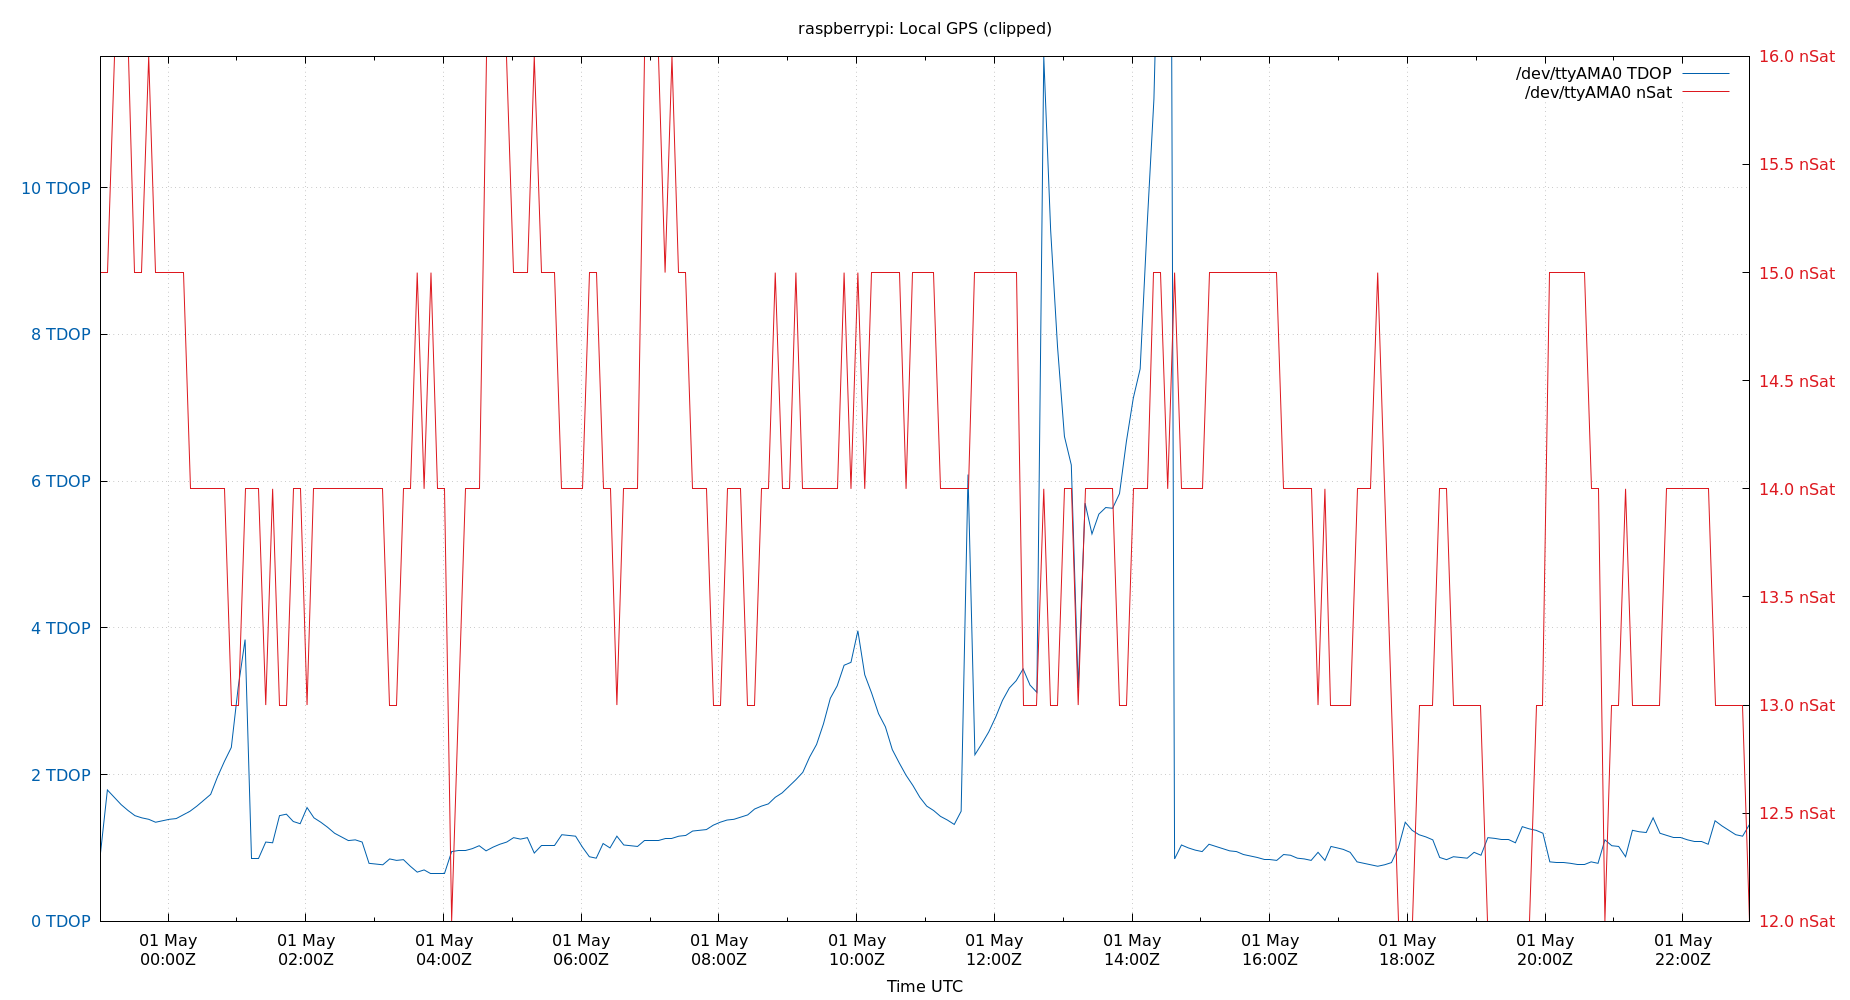 raspberrypi: Local GPS (clipped)
/dev/ttyAMA0 TDOP
/dev/ttyAMA0 nSat
10 TDOP
8 TDOP
6 TDOP
4 TDOP
2 TDOP
0 TDOP
16.0 nSat
15.5 nSat
15.0 nSat
14.5 nSat
14.0 nSat
13.5 nSat
13.0 nSat
12.5 nSat
12.0 nSat
01 May 00:00Z
01 May 02:00Z
01 May 04:00Z
01 May 06:00Z
01 May 08:00Z
01 May 10:00Z
01 May 12:00Z
01 May 14:00Z
01 May 16:00Z
01 May 18:00Z
01 May 20:00Z
01 May 22:00Z
Time UTC